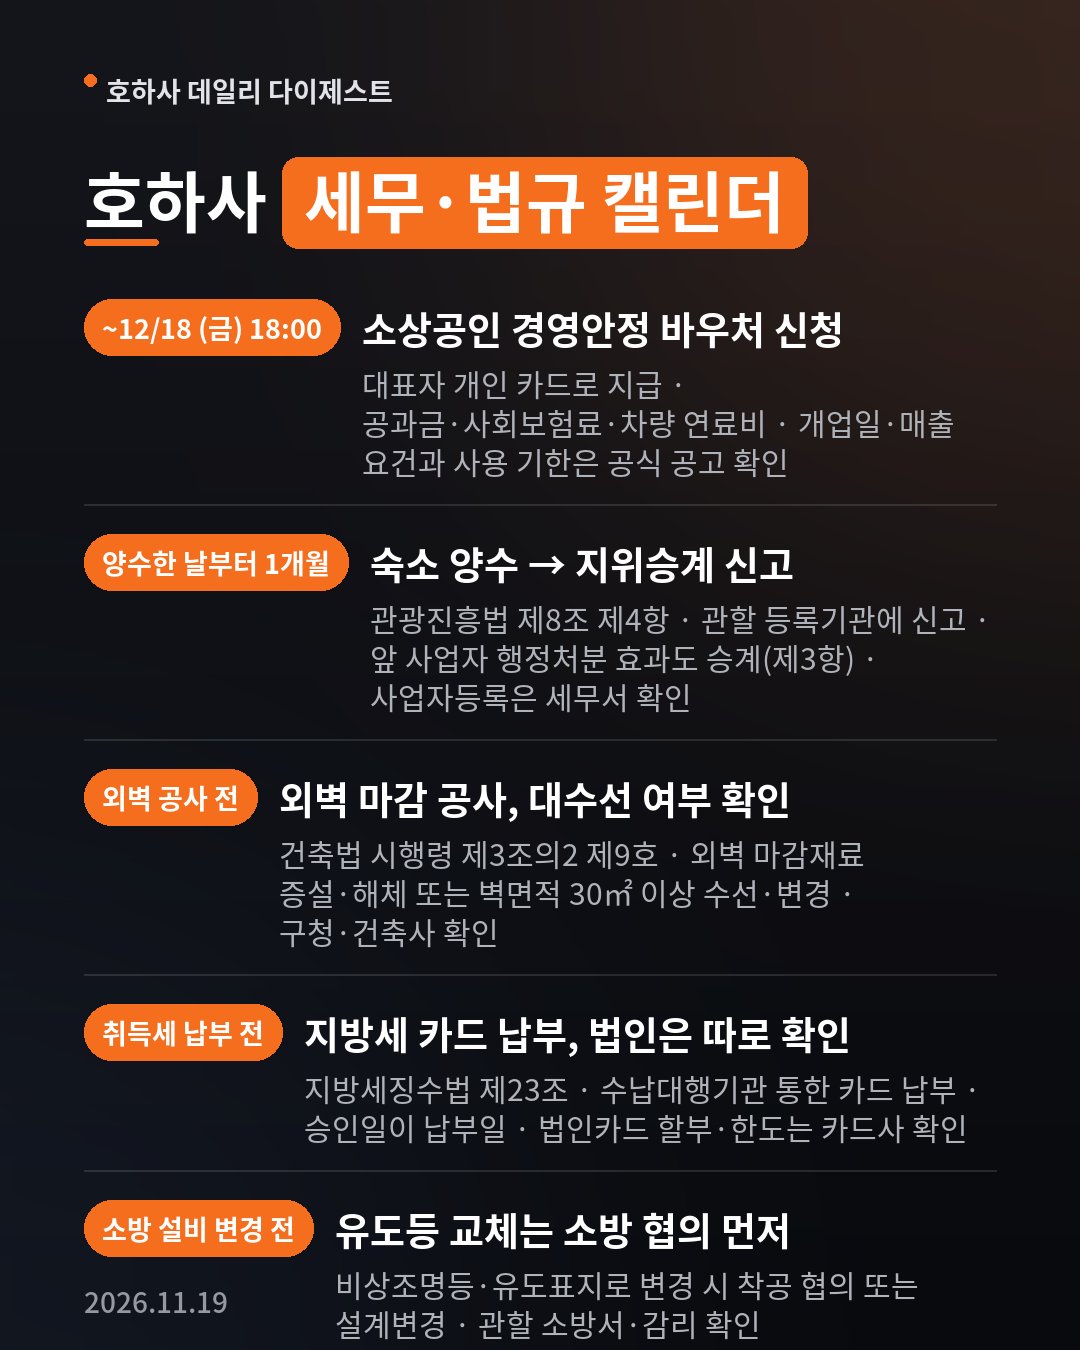 호하사 데일리 다이제스트
호하사 세무·법규 캘린더
~12/18 (금) 18:00
소상공인 경영안정 바우처 신청
대표자 개인 카드로 지급 ·
공과금·사회보험료·차량 연료비 · 개업일·매출
요건과 사용 기한은 공식 공고 확인
양수한 날부터 1개월
숙소 양수 → 지위승계 신고
관광진흥법 제8조 제4항 · 관할 등록기관에 신고 ·
앞 사업자 행정처분 효과도 승계(제3항) ·
사업자등록은 세무서 확인
외벽 공사 전
외벽 마감 공사, 대수선 여부 확인
건축법 시행령 제3조의2 제9호 · 외벽 마감재료
증설·해체 또는 벽면적 30㎡ 이상 수선·변경 ·
구청·건축사 확인
취득세 납부 전
지방세 카드 납부, 법인은 따로 확인
지방세징수법 제23조 · 수납대행기관 통한 카드 납부 ·
승인일이 납부일 · 법인카드 할부·한도는 카드사 확인
소방 설비 변경 전
유도등 교체는 소방 협의 먼저
비상조명등·유도표지로 변경 시 착공 협의 또는
설계변경 · 관할 소방서·감리 확인
2026.11.19